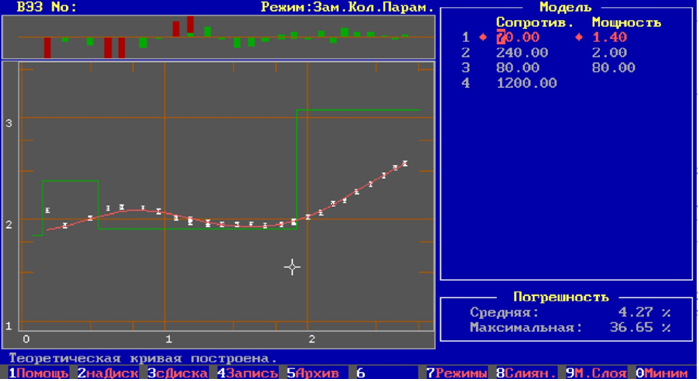 ВЭЗ No: Режим:Зам.Кол.Парам.
Модель
Сопротив. Мощность
1 ♦ 70.00 ♦ 1.40
2 240.00 2.00
3 80.00 80.00
4 1200.00
3
2
1
0 1 2
Погрешность
Средняя: 4.27 %
Максимальная: 36.65 %
Теоретическая кривая построена.
1Помощь 2наДиск 3сДиска 4Запись 5Архив 6 7Режимы 8Слиян. 9М.Слоя 0Миним